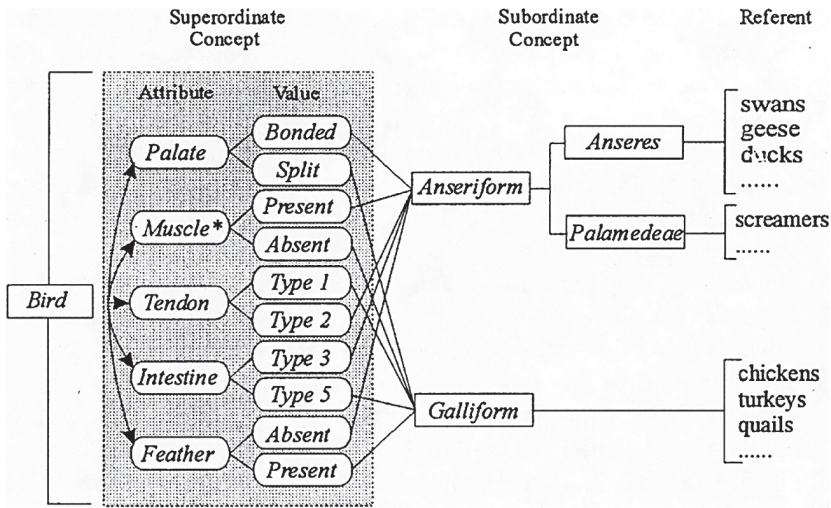 Superordinate
Concept
Subordinate
Concept
Referent
Attribute
Value
Bird
Palate
Bonded
Split
Muscle*
Present
Absent
Tendon
Type 1
Type 2
Intestine
Type 3
Type 5
Feather
Absent
Present
Anseriform
Galliform
Anseres
Palamedeae
swans
geese
ducks
......
screamers
......
chickens
turkeys
quails
......